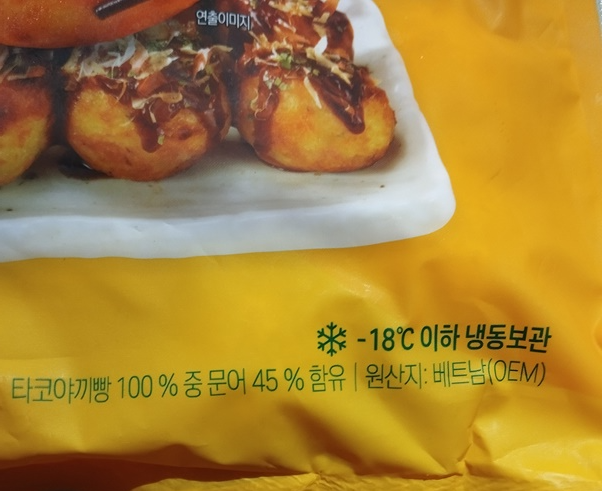 연출이미지
-18℃ 이하 냉동보관
타코야끼빵 100 % 중 문어 45 % 함유 | 원산지: 베트남(OEM)